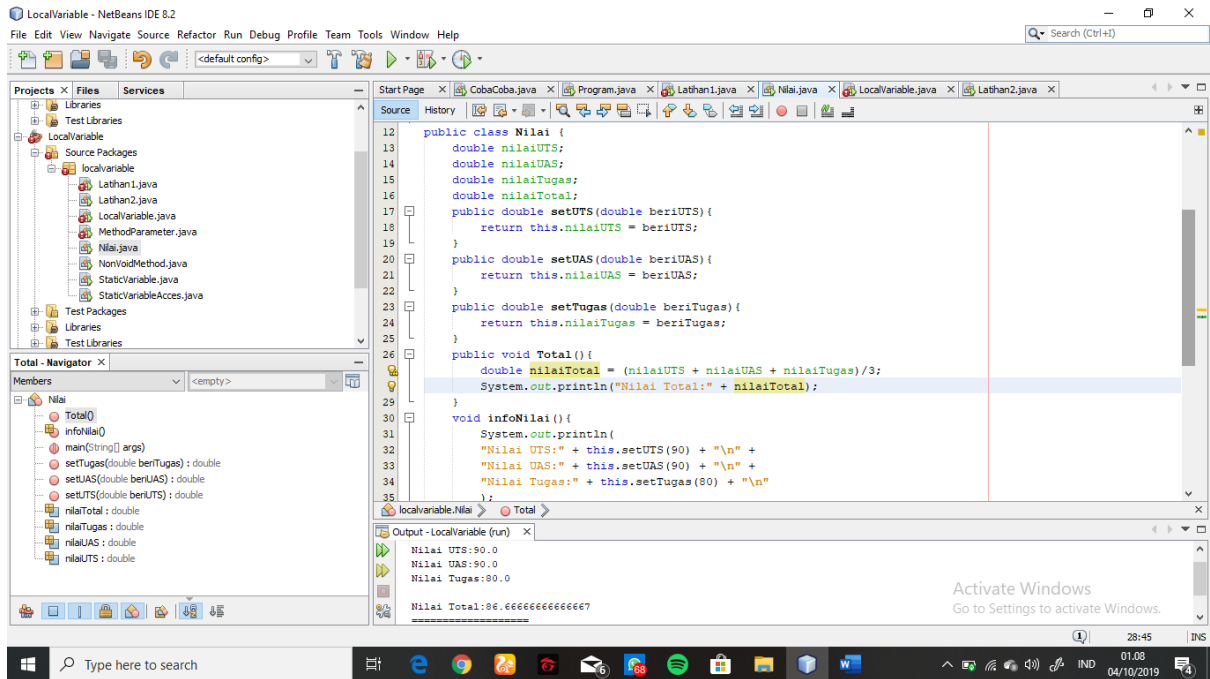 LocalVariable - NetBeans IDE 8.2
File Edit View Navigate Source Refactor Run Debug Profile Team Tools Window Help
Search (Ctrl+I)
<default config>
Projects × Files Services
Libraries
Test Libraries
LocalVariable
Source Packages
localvariable
Latihan1.java
Latihan2.java
LocalVariable.java
MethodParameter.java
Nilai.java
NonVoidMethod.java
StaticVariable.java
StaticVariableAcces.java
Test Packages
Libraries
Test Libraries
Total - Navigator ×
Members <empty>
Nilai
Total()
infoNilai()
main(String[] args)
setTugas(double beriTugas) : double
setUAS(double beriUAS) : double
setUTS(double beriUTS) : double
nilaiTotal : double
nilaiTugas : double
nilaiUAS : double
nilaiUTS : double
Start Page × CobaCoba.java × Program.java × Latihan1.java × Nilai.java × LocalVariable.java × Latihan2.java ×
Source History
12 public class Nilai {
13 double nilaiUTS;
14 double nilaiUAS;
15 double nilaiTugas;
16 double nilaiTotal;
17 public double setUTS(double beriUTS){
18 return this.nilaiUTS = beriUTS;
19 }
20 public double setUAS(double beriUAS){
21 return this.nilaiUAS = beriUAS;
22 }
23 public double setTugas(double beriTugas){
24 return this.nilaiTugas = beriTugas;
25 }
26 public void Total(){
double nilaiTotal = (nilaiUTS + nilaiUAS + nilaiTugas)/3;
System.out.println("Nilai Total:" + nilaiTotal);
29 }
30 void infoNilai(){
31 System.out.println(
32 "Nilai UTS:" + this.setUTS(90) + "\n" +
33 "Nilai UAS:" + this.setUAS(90) + "\n" +
34 "Nilai Tugas:" + this.setTugas(80) + "\n"
35 );
localvariable.Nilai Total
Output - LocalVariable (run) ×
Nilai UTS:90.0
Nilai UAS:90.0
Nilai Tugas:80.0
Nilai Total:86.66666666666667
====================
Activate Windows
Go to Settings to activate Windows.
1 28:45 INS
Type here to search
6
68
W
IND
01.08
04/10/2019
4